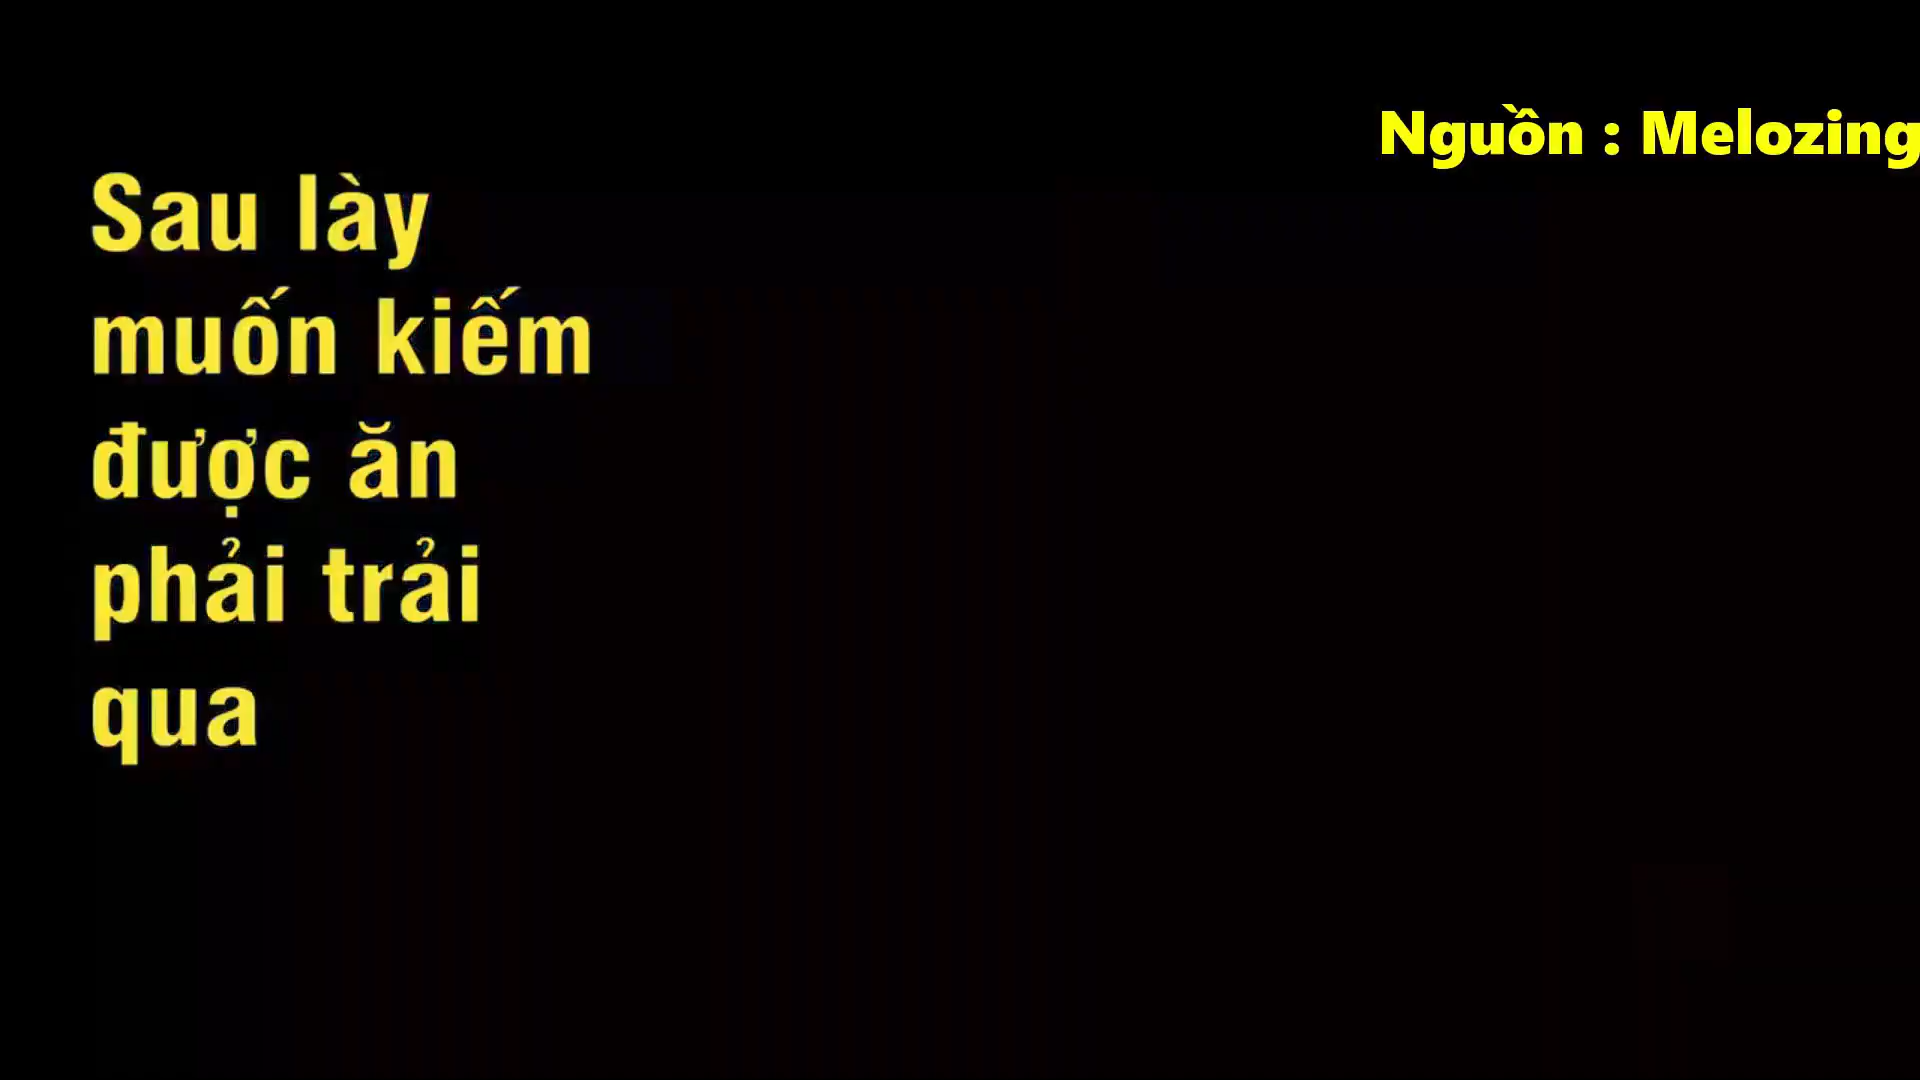 Nguồn : Melozing
Sau lày
muốn kiếm
được ăn
phải trải
qua